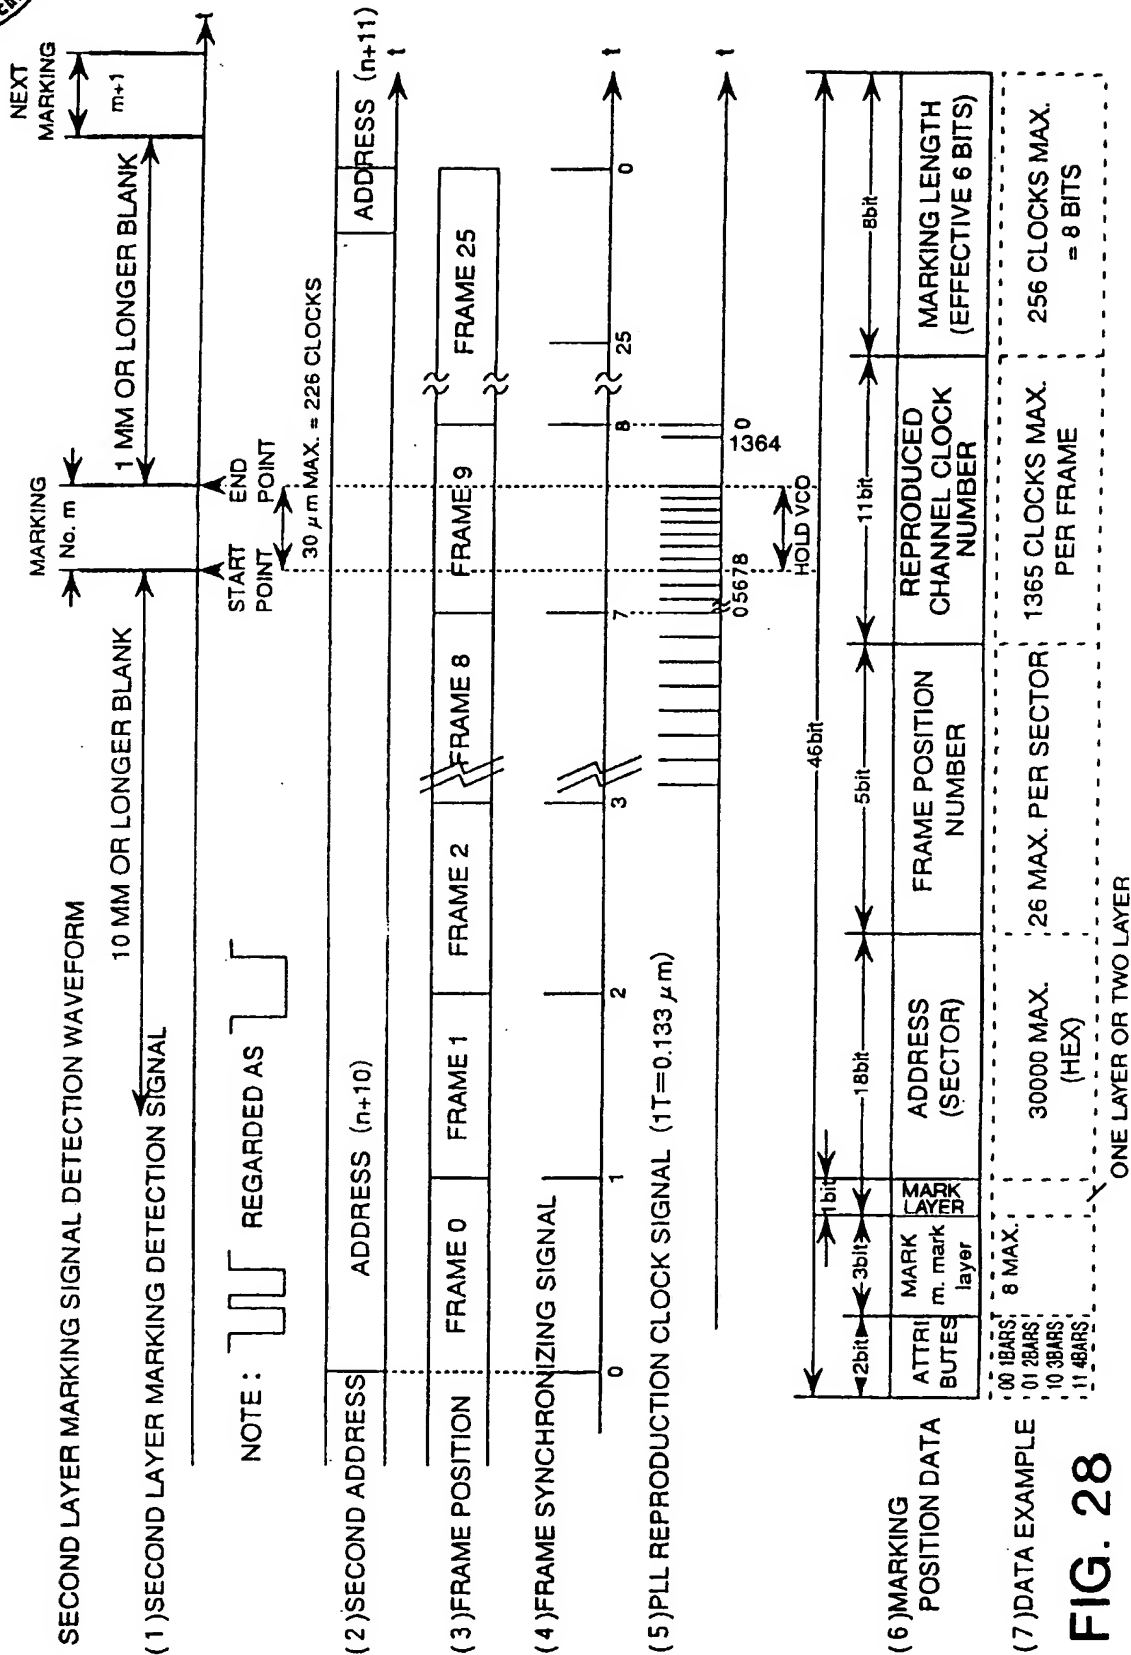 SECOND LAYER MARKING SIGNAL DETECTION WAVEFORM
NEXT
MARKING
m+1
MARKING
No. m
(1)SECOND LAYER MARKING DETECTION SIGNAL
10 MM OR LONGER BLANK
1 MM OR LONGER BLANK
t
START
POINT
END
POINT
NOTE :
REGARDED AS
30 μm MAX. = 226 CLOCKS
(2)SECOND ADDRESS
ADDRESS (n+10)
ADDRESS (n+11)
t
(3)FRAME POSITION
FRAME 0
FRAME 1
FRAME 2
FRAME 8
FRAME 9
FRAME 25
(4)FRAME SYNCHRONIZING SIGNAL
0
1
2
3
7
8
25
0
t
(5)PLL REPRODUCTION CLOCK SIGNAL (1T=0.133 μm)
05678
1364
0
t
HOLD VCO
46bit
2bit
3bit
1bit
18bit
5bit
11bit
8bit
(6)MARKING
POSITION DATA
ATTRI
BUTES
MARK
m. mark
layer
MARK
LAYER
ADDRESS
(SECTOR)
FRAME POSITION
NUMBER
REPRODUCED
CHANNEL CLOCK
NUMBER
MARKING LENGTH
(EFFECTIVE 6 BITS)
(7)DATA EXAMPLE
00 1BARS
01 2BARS
10 3BARS
11 4BARS
8 MAX.
30000 MAX.
(HEX)
26 MAX. PER SECTOR
1365 CLOCKS MAX.
PER FRAME
256 CLOCKS MAX.
= 8 BITS
ONE LAYER OR TWO LAYER
FIG. 28